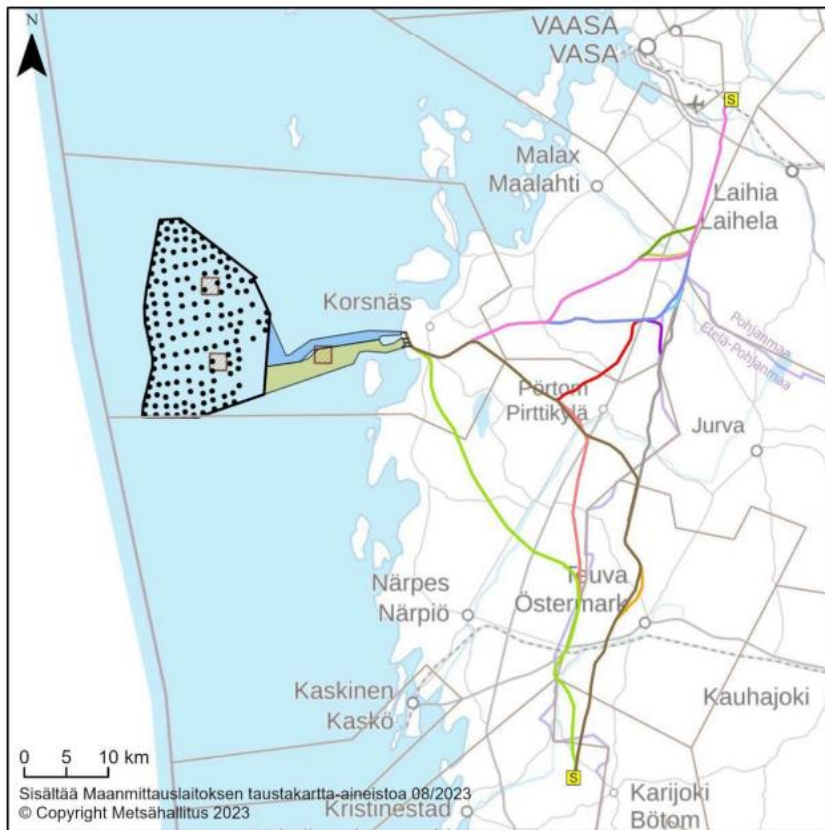 N
VAASA
VASA
S
Malax
Maalahti
Laihia
Laihela
Korsnäs
Pohjanmaa
Etelä-Pohjanmaa
Pörtom
Pirttikylä
Jurva
Närpes
Närpiö
Teuva
Östermark
Kaskinen
Kaskö
Kauhajoki
0 5 10 km
S
Sisältää Maanmittauslaitoksen taustakartta-aineistoa 08/2023
© Copyright Metsähallitus 2023
Kristinestad
Karijoki
Bötom